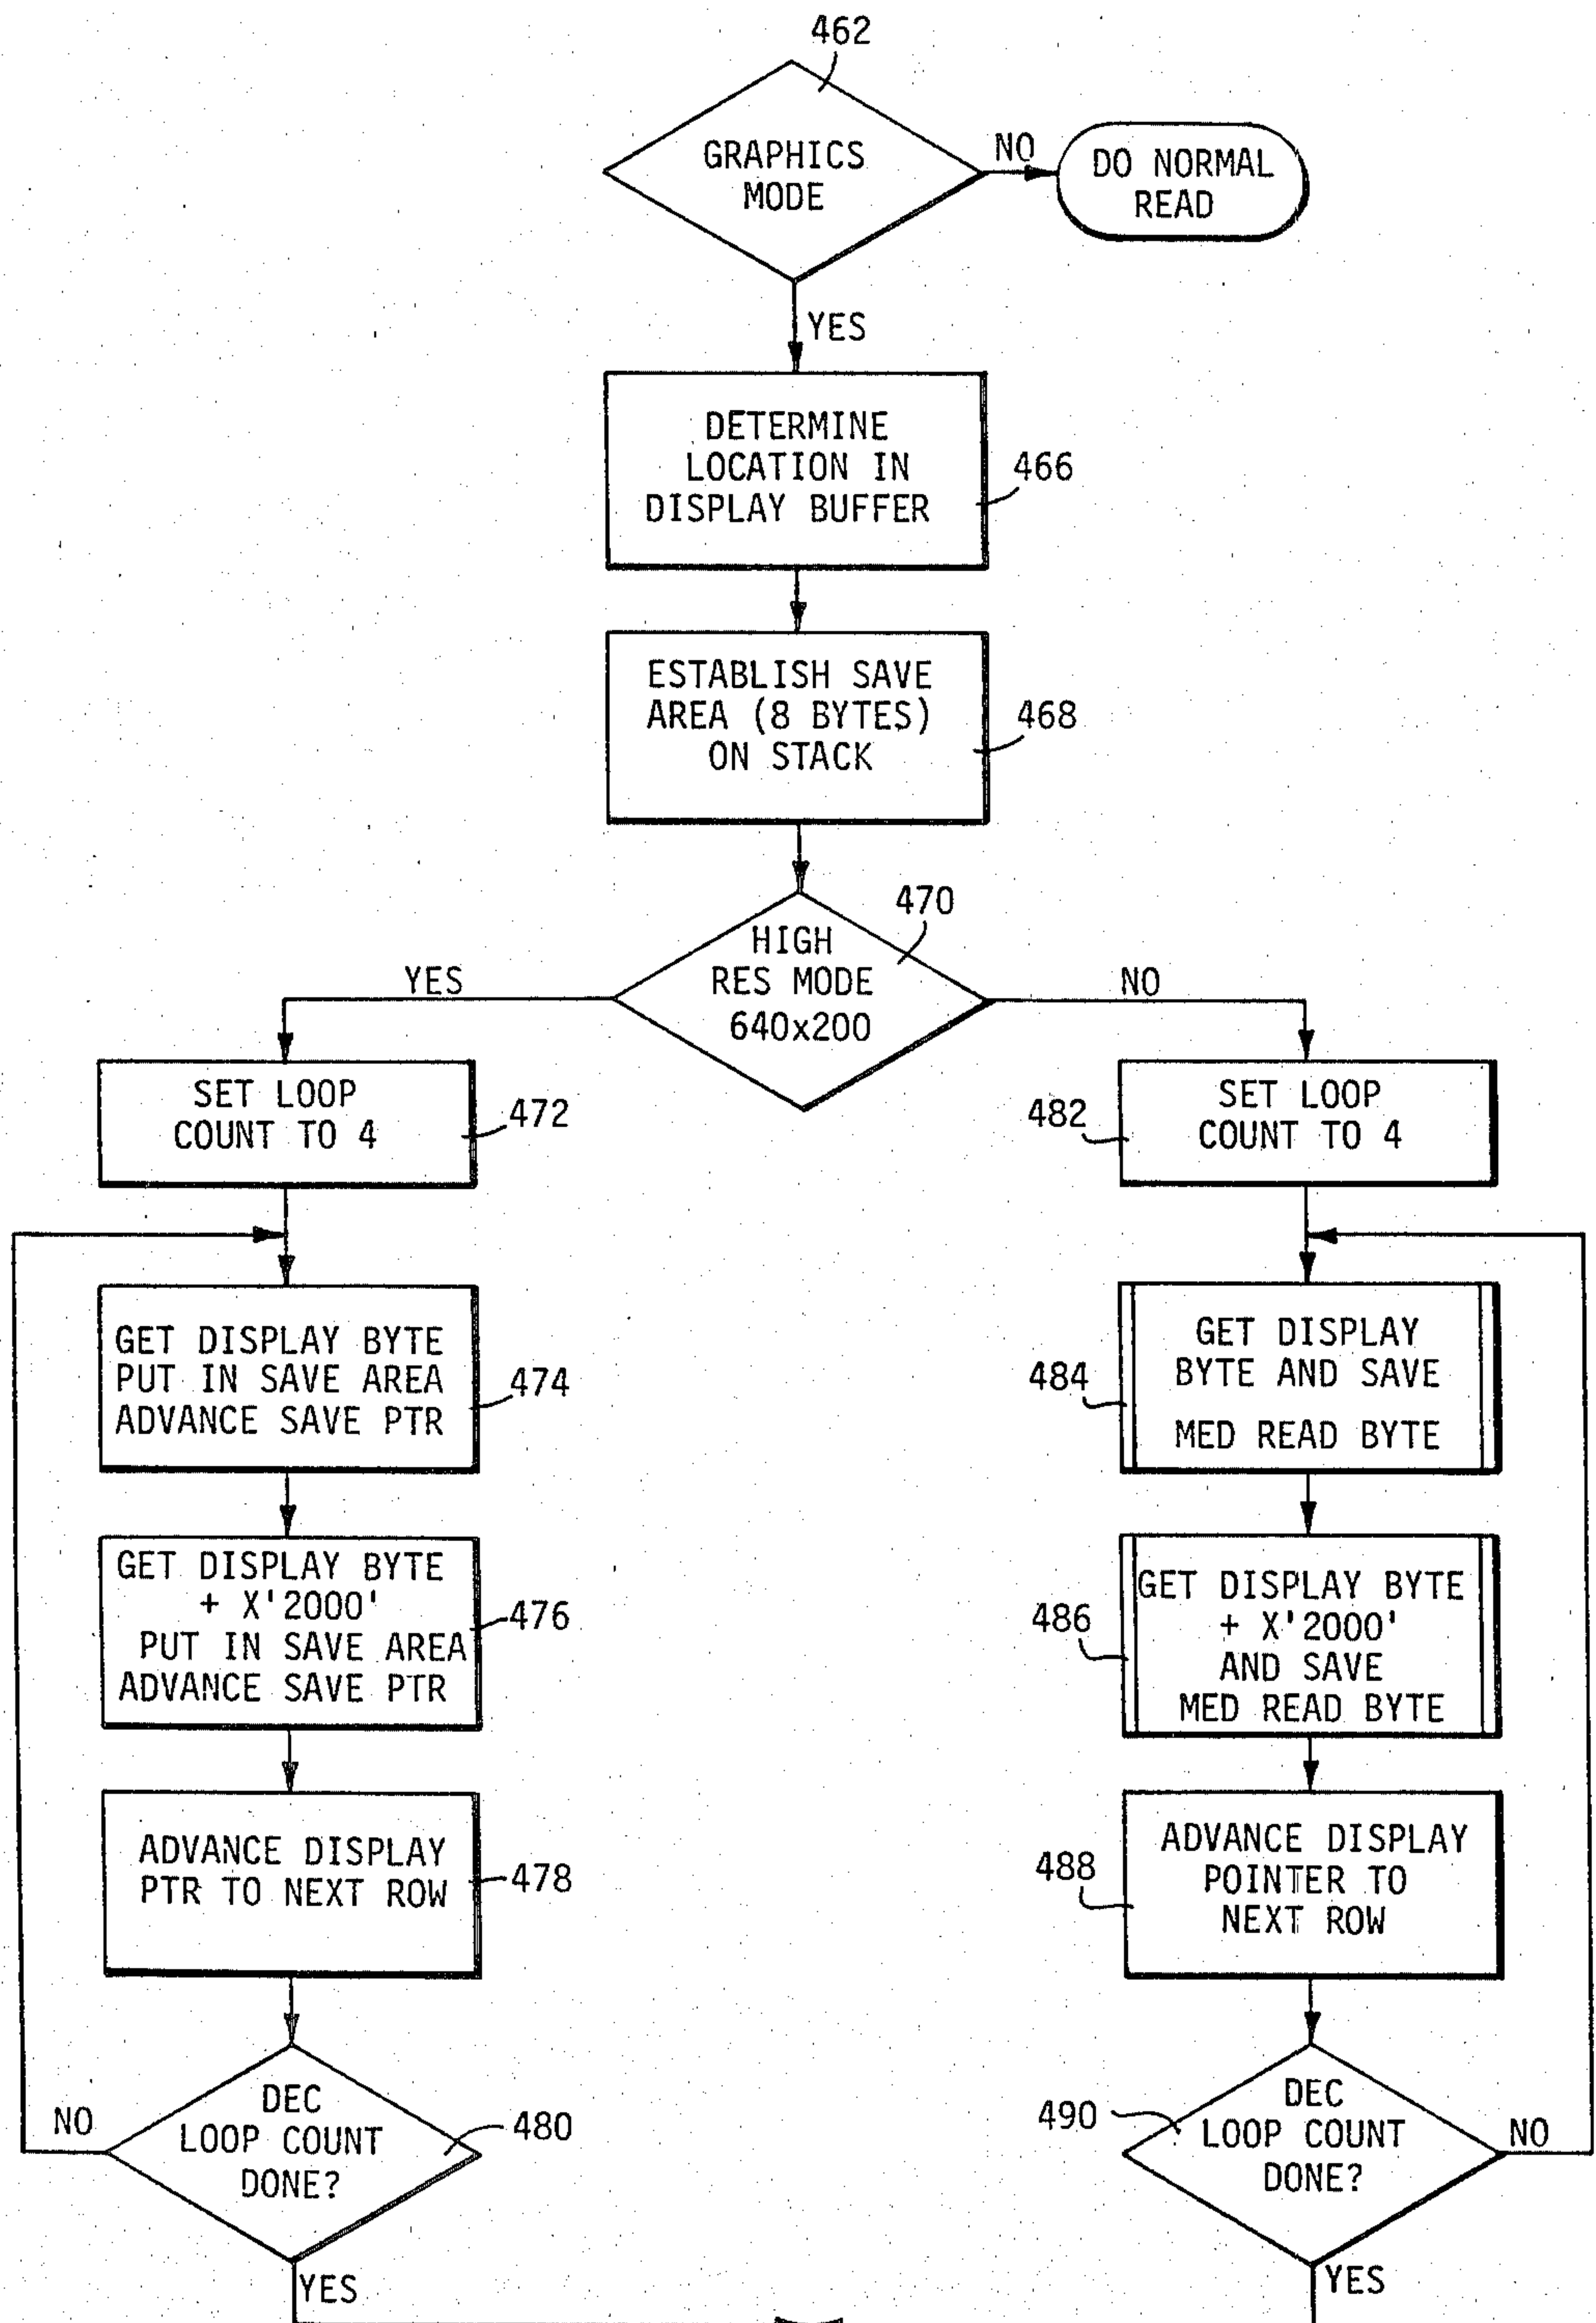 462
GRAPHICS
MODE
NO
DO NORMAL
READ
YES
DETERMINE
LOCATION IN
DISPLAY BUFFER
466
ESTABLISH SAVE
AREA (8 BYTES)
ON STACK
468
470
HIGH
RES MODE
640x200
YES
NO
SET LOOP
COUNT TO 4
472
GET DISPLAY BYTE
PUT IN SAVE AREA
ADVANCE SAVE PTR
474
GET DISPLAY BYTE
+ X'2000'
PUT IN SAVE AREA
ADVANCE SAVE PTR
476
ADVANCE DISPLAY
PTR TO NEXT ROW
478
DEC
LOOP COUNT
DONE?
480
NO
YES
482
SET LOOP
COUNT TO 4
484
GET DISPLAY
BYTE AND SAVE
MED READ BYTE
486
GET DISPLAY BYTE
+ X'2000'
AND SAVE
MED READ BYTE
488
ADVANCE DISPLAY
POINTER TO
NEXT ROW
490
DEC
LOOP COUNT
DONE?
NO
YES